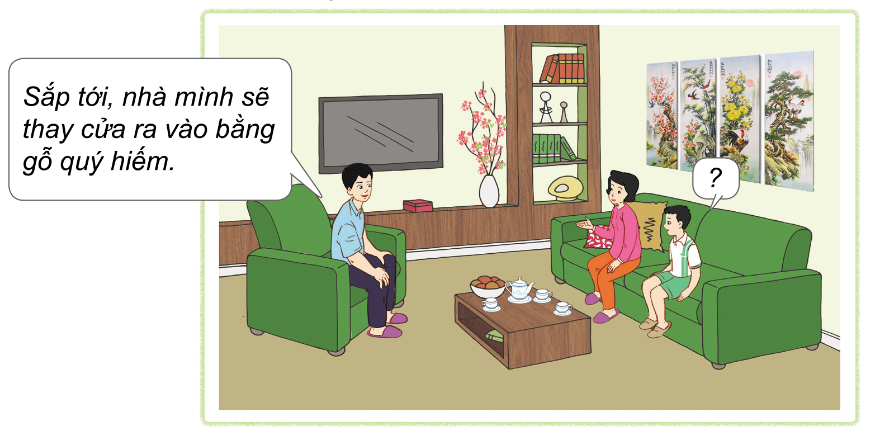 Sắp tới, nhà mình sẽ
thay cửa ra vào bằng
gỗ quý hiếm.
?